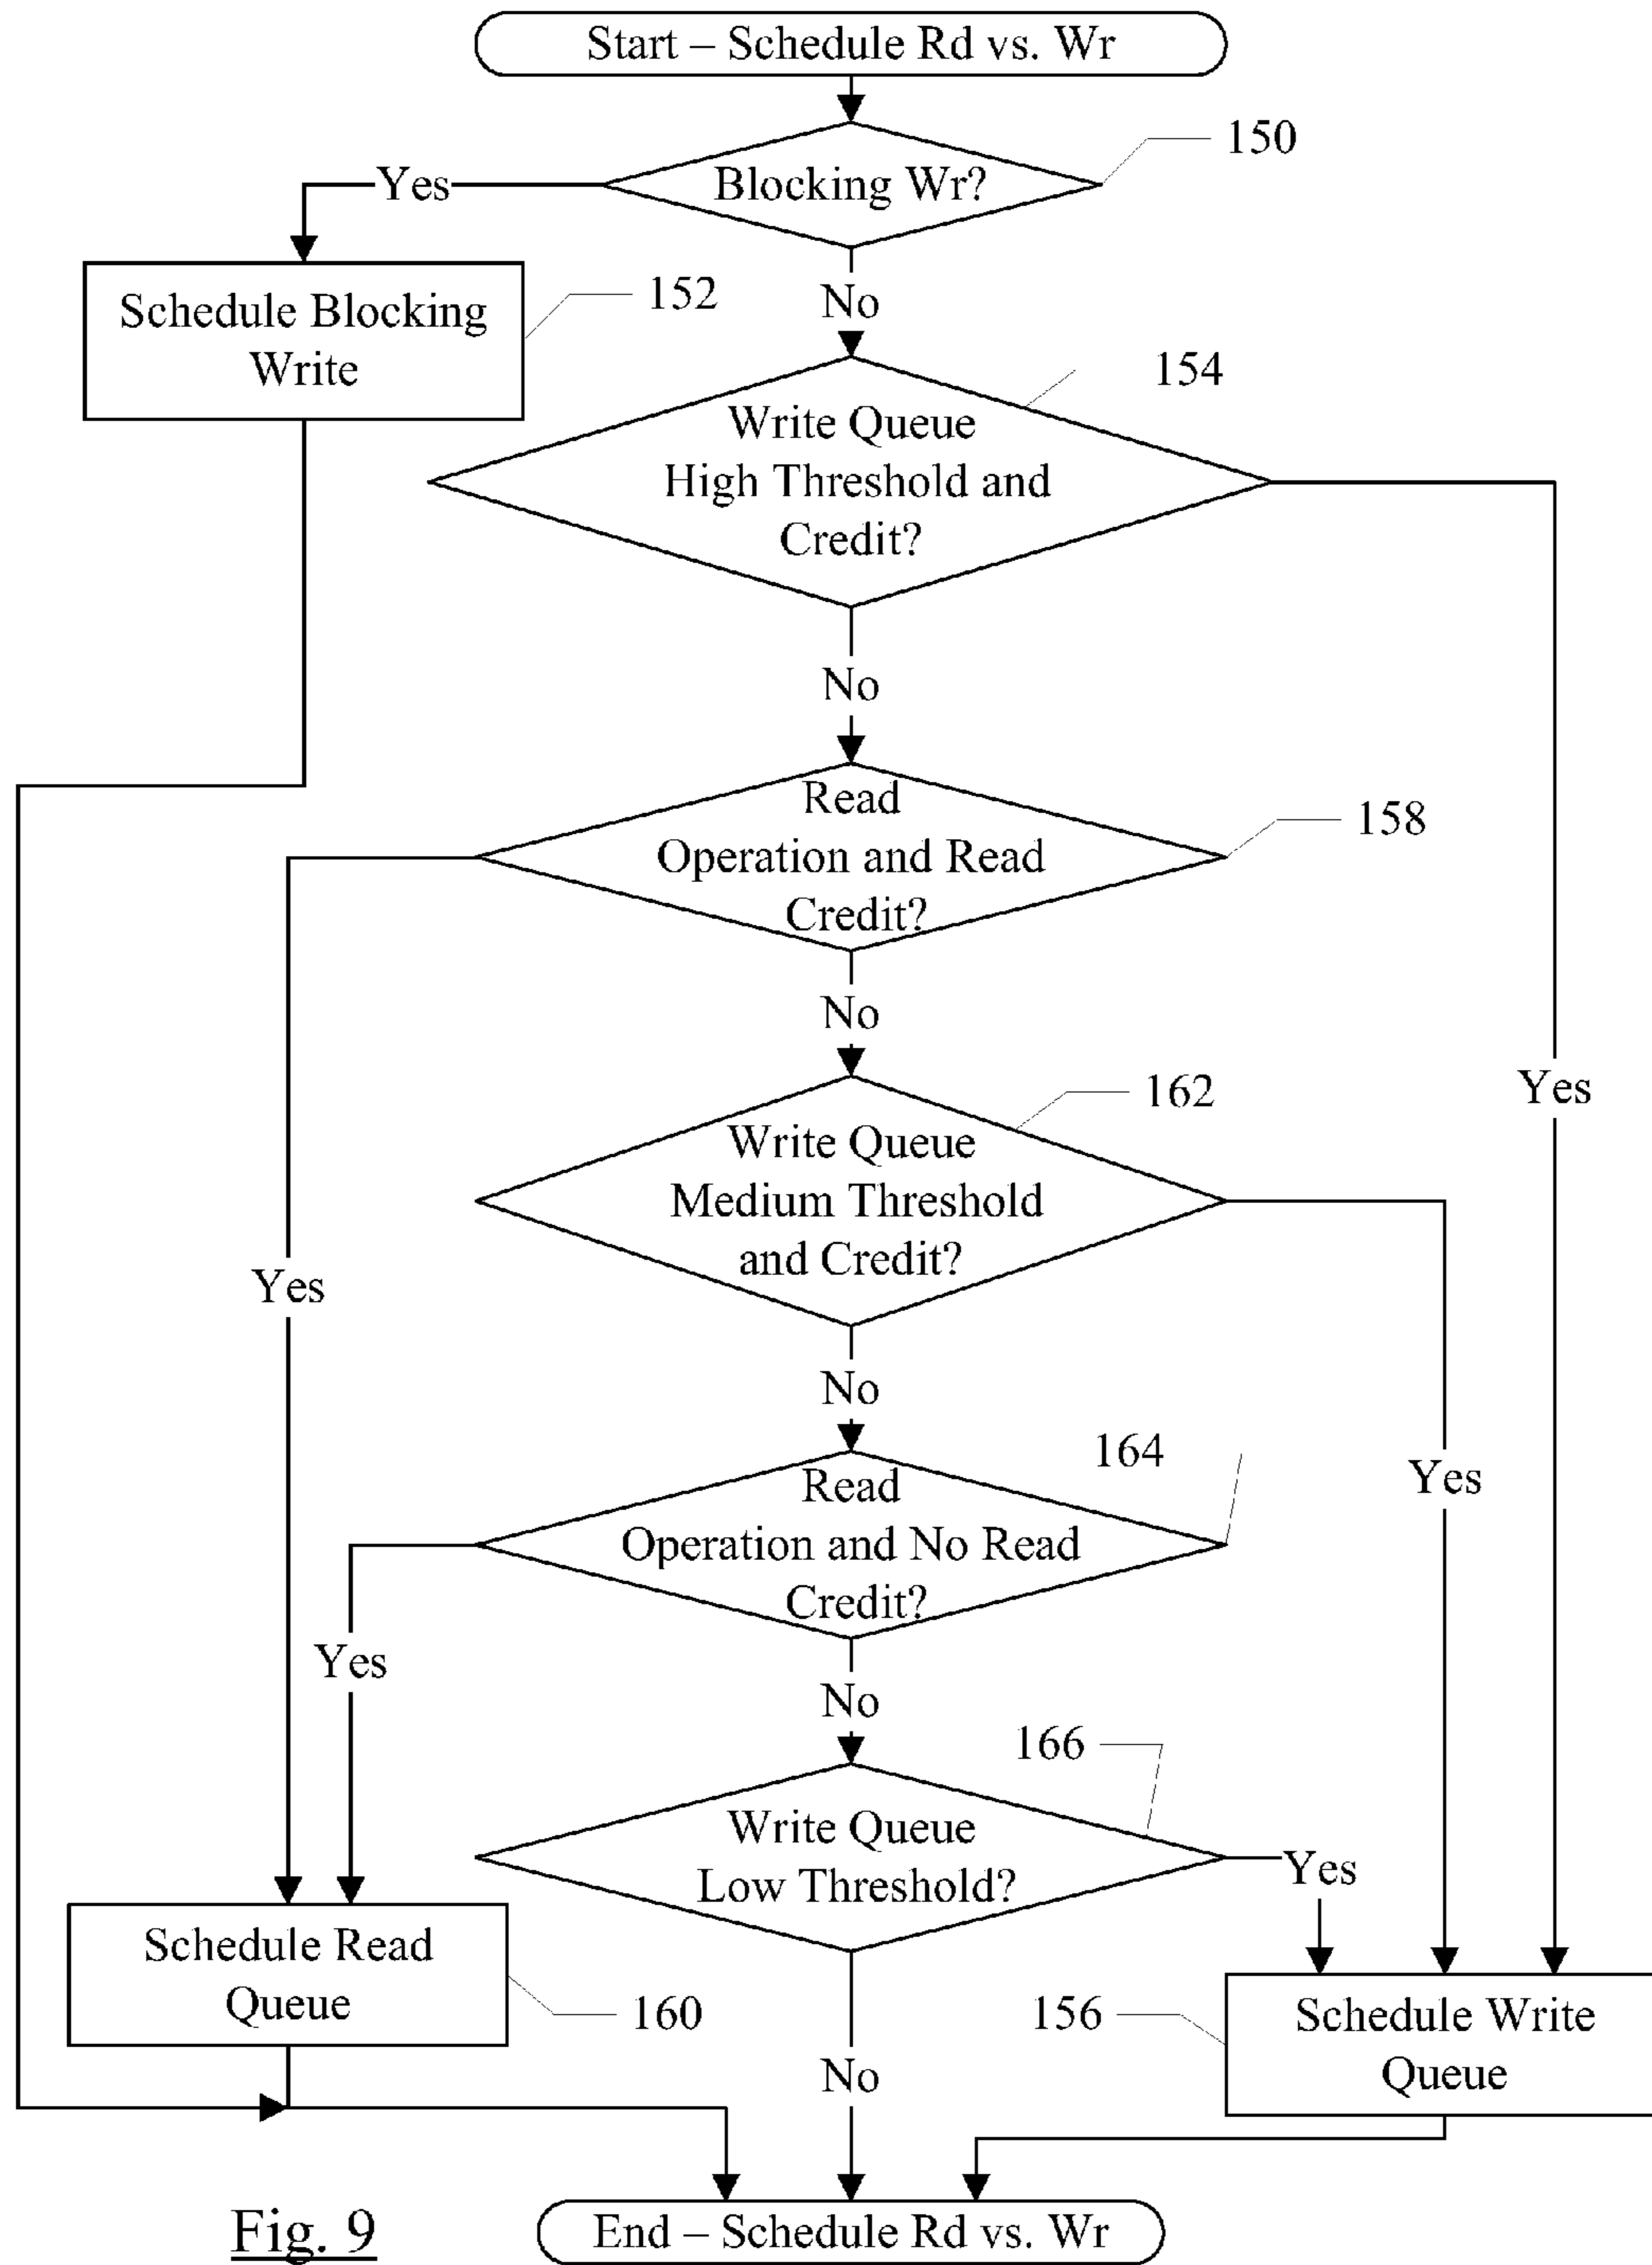 Start – Schedule Rd vs. Wr
150
Blocking Wr?
Yes
No
Schedule Blocking
Write
152
154
Write Queue
High Threshold and
Credit?
No
Read
Operation and Read
Credit?
158
No
162
Write Queue
Medium Threshold
and Credit?
Yes
Yes
No
164
Read
Operation and No Read
Credit?
Yes
Yes
No
166
Write Queue
Low Threshold?
Yes
Schedule Read
Queue
160
156
Schedule Write
Queue
No
Fig. 9
End – Schedule Rd vs. Wr